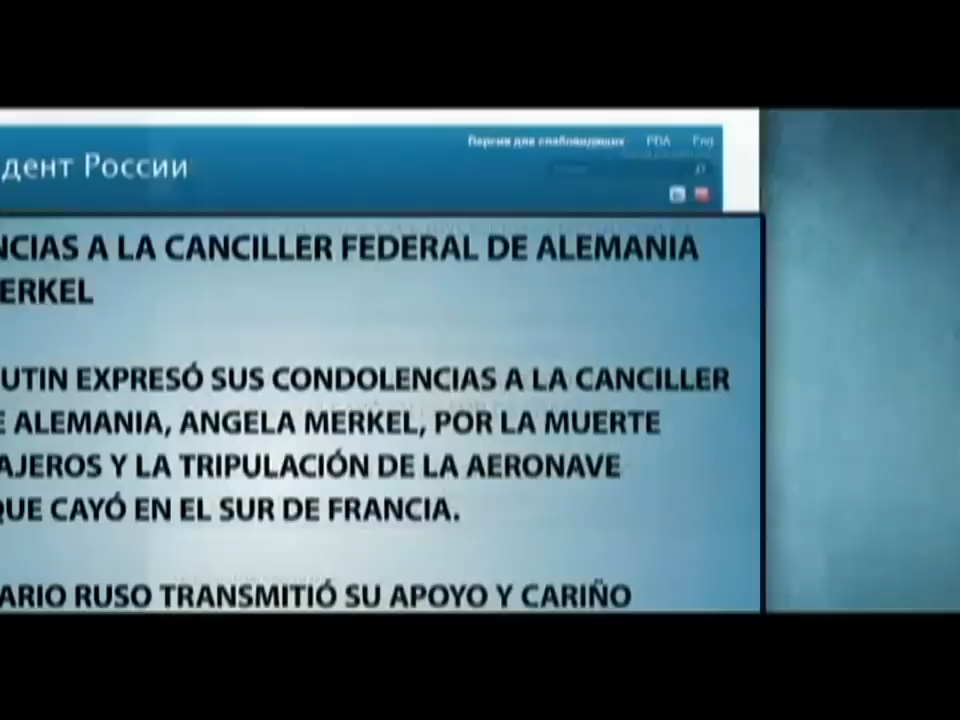 Версия для слабовидящих PDA Eng
дент России
NCIAS A LA CANCILLER FEDERAL DE ALEMANIA
ERKEL
UTIN EXPRESÓ SUS CONDOLENCIAS A LA CANCILLER
E ALEMANIA, ANGELA MERKEL, POR LA MUERTE
AJEROS Y LA TRIPULACIÓN DE LA AERONAVE
QUE CAYÓ EN EL SUR DE FRANCIA.
ARIO RUSO TRANSMITIÓ SU APOYO Y CARIÑO